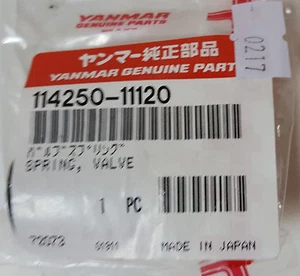 YANMAR
GENUINE PARTS
0217
ヤンマー純正部品
YANMAR GENUINE PARTS
114250-11120
バルブスプリング
SPRING, VALVE
1 PC
MADE IN JAPAN